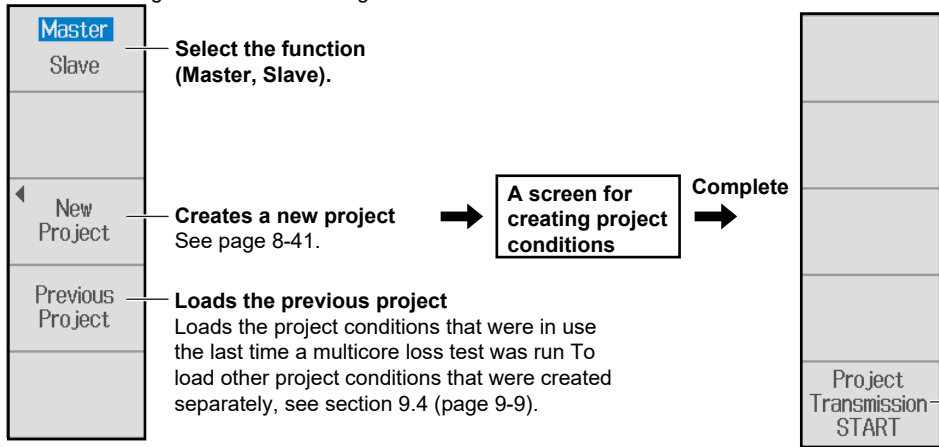 Master
Slave
Select the function
(Master, Slave).
New
Project
Creates a new project
See page 8-41.
A screen for
creating project
conditions
Complete
Previous
Project
Loads the previous project
Loads the project conditions that were in use
the last time a multicore loss test was run To
load other project conditions that were created
separately, see section 9.4 (page 9-9).
Project
Transmission
START